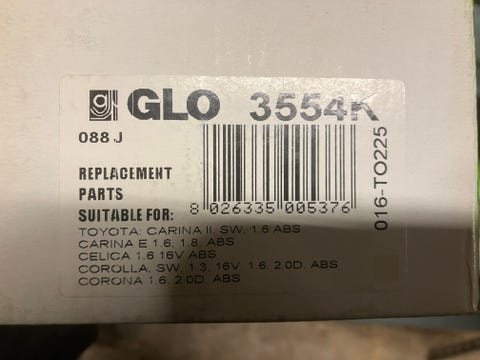 g GLO 3554K
088 J
REPLACEMENT
PARTS
SUITABLE FOR:
8 026335 005376
016-TO225
TOYOTA: CARINA II, SW, 1.6 ABS
CARINA E 1.6, 1.8, ABS
CELICA 1.6 16V ABS
COROLLA, SW, 1.3, 16V 1.6, 2.0D, ABS
CORONA 1.6, 2.0D, ABS